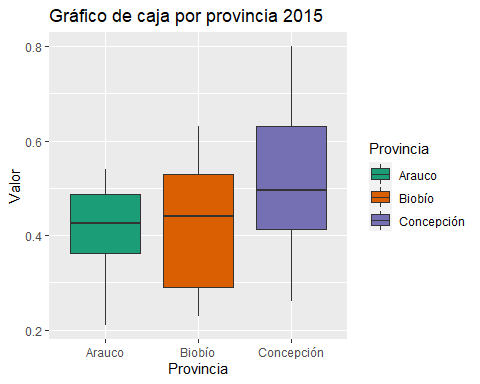 Gráfico de caja por provincia 2015
Valor
0.8
0.6
0.4
0.2
Arauco Biobío Concepción
Provincia
Provincia
Arauco
Biobío
Concepción